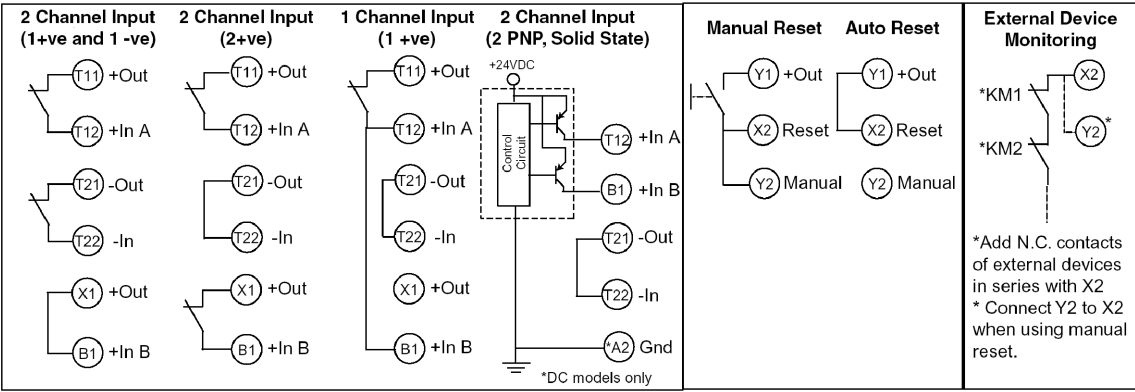 2 Channel Input
(1+ve and 1 -ve)
T11 +Out
T12 +In A
T21 -Out
T22 -In
X1 +Out
B1 +In B
2 Channel Input
(2+ve)
T11 +Out
T12 +In A
T21 -Out
T22 -In
X1 +Out
B1 +In B
1 Channel Input
(1 +ve)
T11 +Out
T12 +In A
T21 -Out
T22 -In
X1 +Out
B1 +In B
2 Channel Input
(2 PNP, Solid State)
+24VDC
Control
Circuit
T12 +In A
B1 +In B
T21 -Out
T22 -In
*A2 Gnd
*DC models only
Manual Reset
Y1 +Out
X2 Reset
Y2 Manual
Auto Reset
Y1 +Out
X2 Reset
Y2 Manual
External Device
Monitoring
X2
*KM1
Y2*
*KM2
*Add N.C. contacts
of external devices
in series with X2
* Connect Y2 to X2
when using manual
reset.